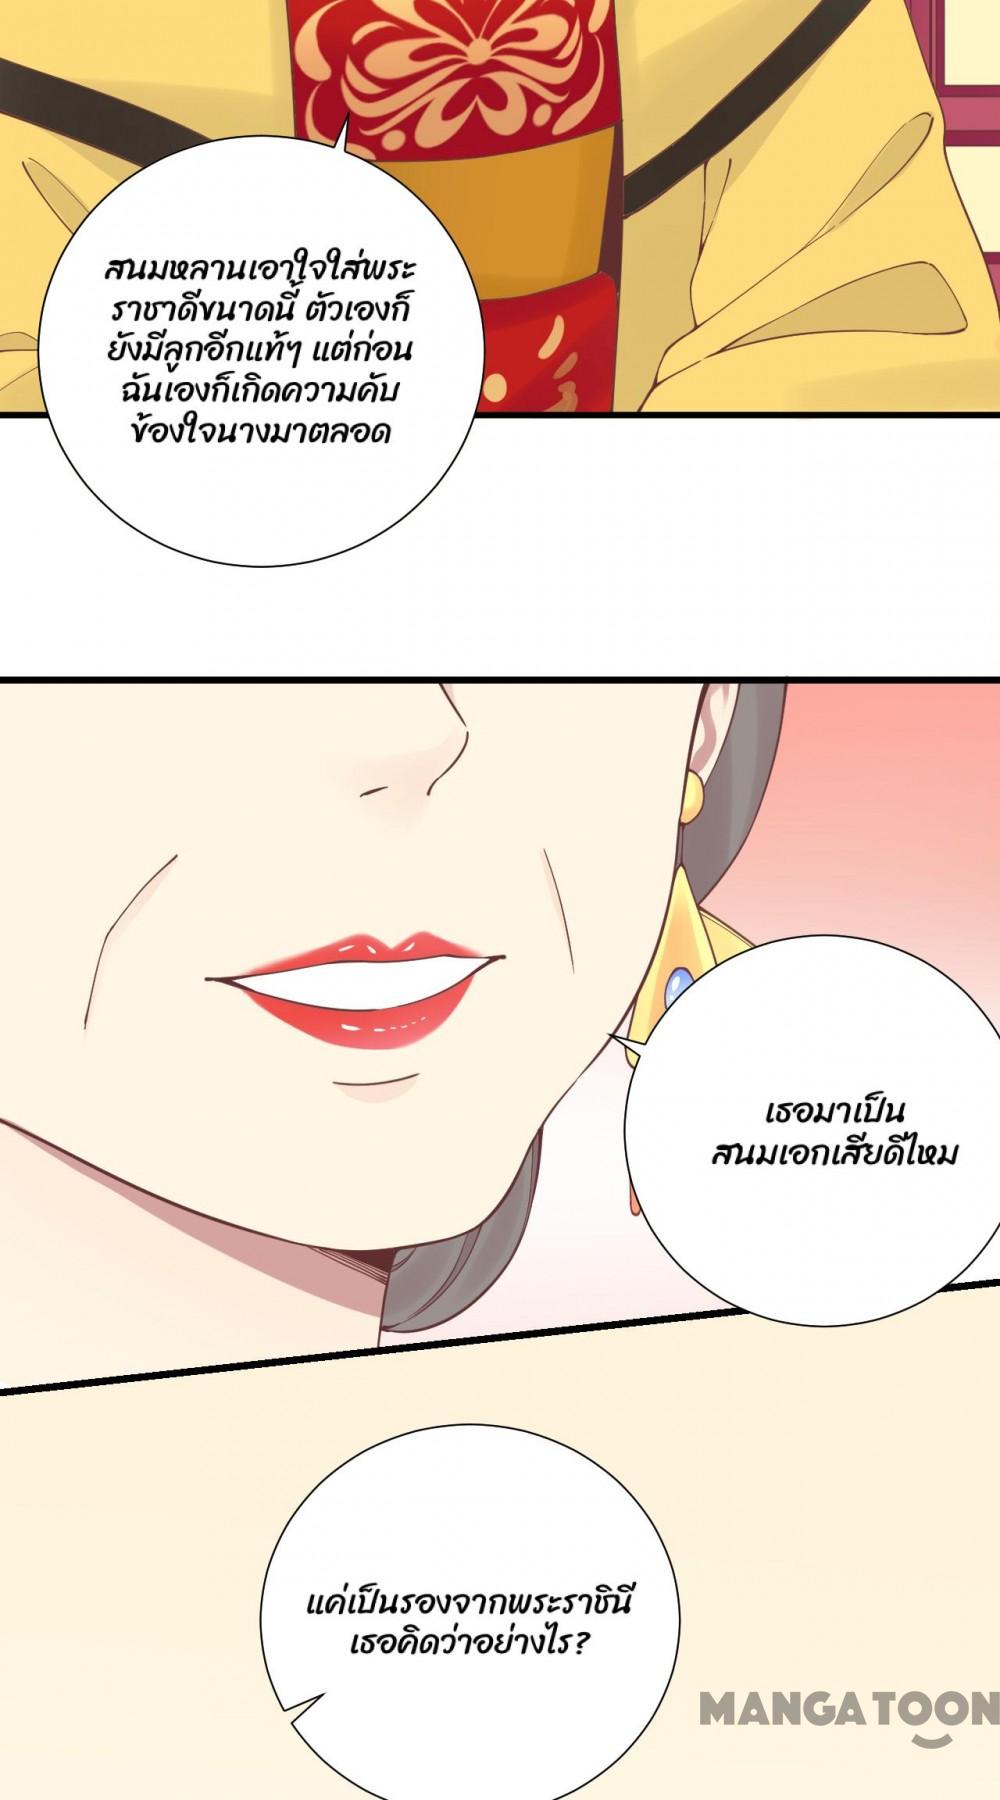 สนมหลานเอาใจใส่พระ
ราชาดีขนาดนี้ ตัวเองก็
ยังมีลูกอีกแท้ๆ แต่ก่อน
ฉันเองก็เกิดความคับ
ข้องใจนางมาตลอด
เธอมาเป็น
สนมเอกเสียดีไหม
แค่เป็นรองจากพระราชินี
เธอคิดว่าอย่างไร?
MANGATOON